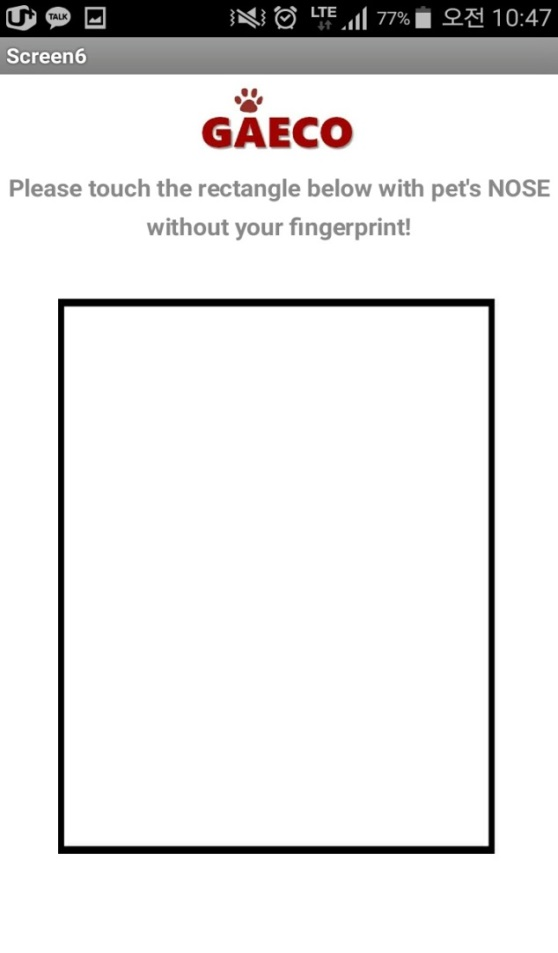 U+ TALK LTE 77% 오전 10:47
Screen6
GAECO
Please touch the rectangle below with pet's NOSE
without your fingerprint!